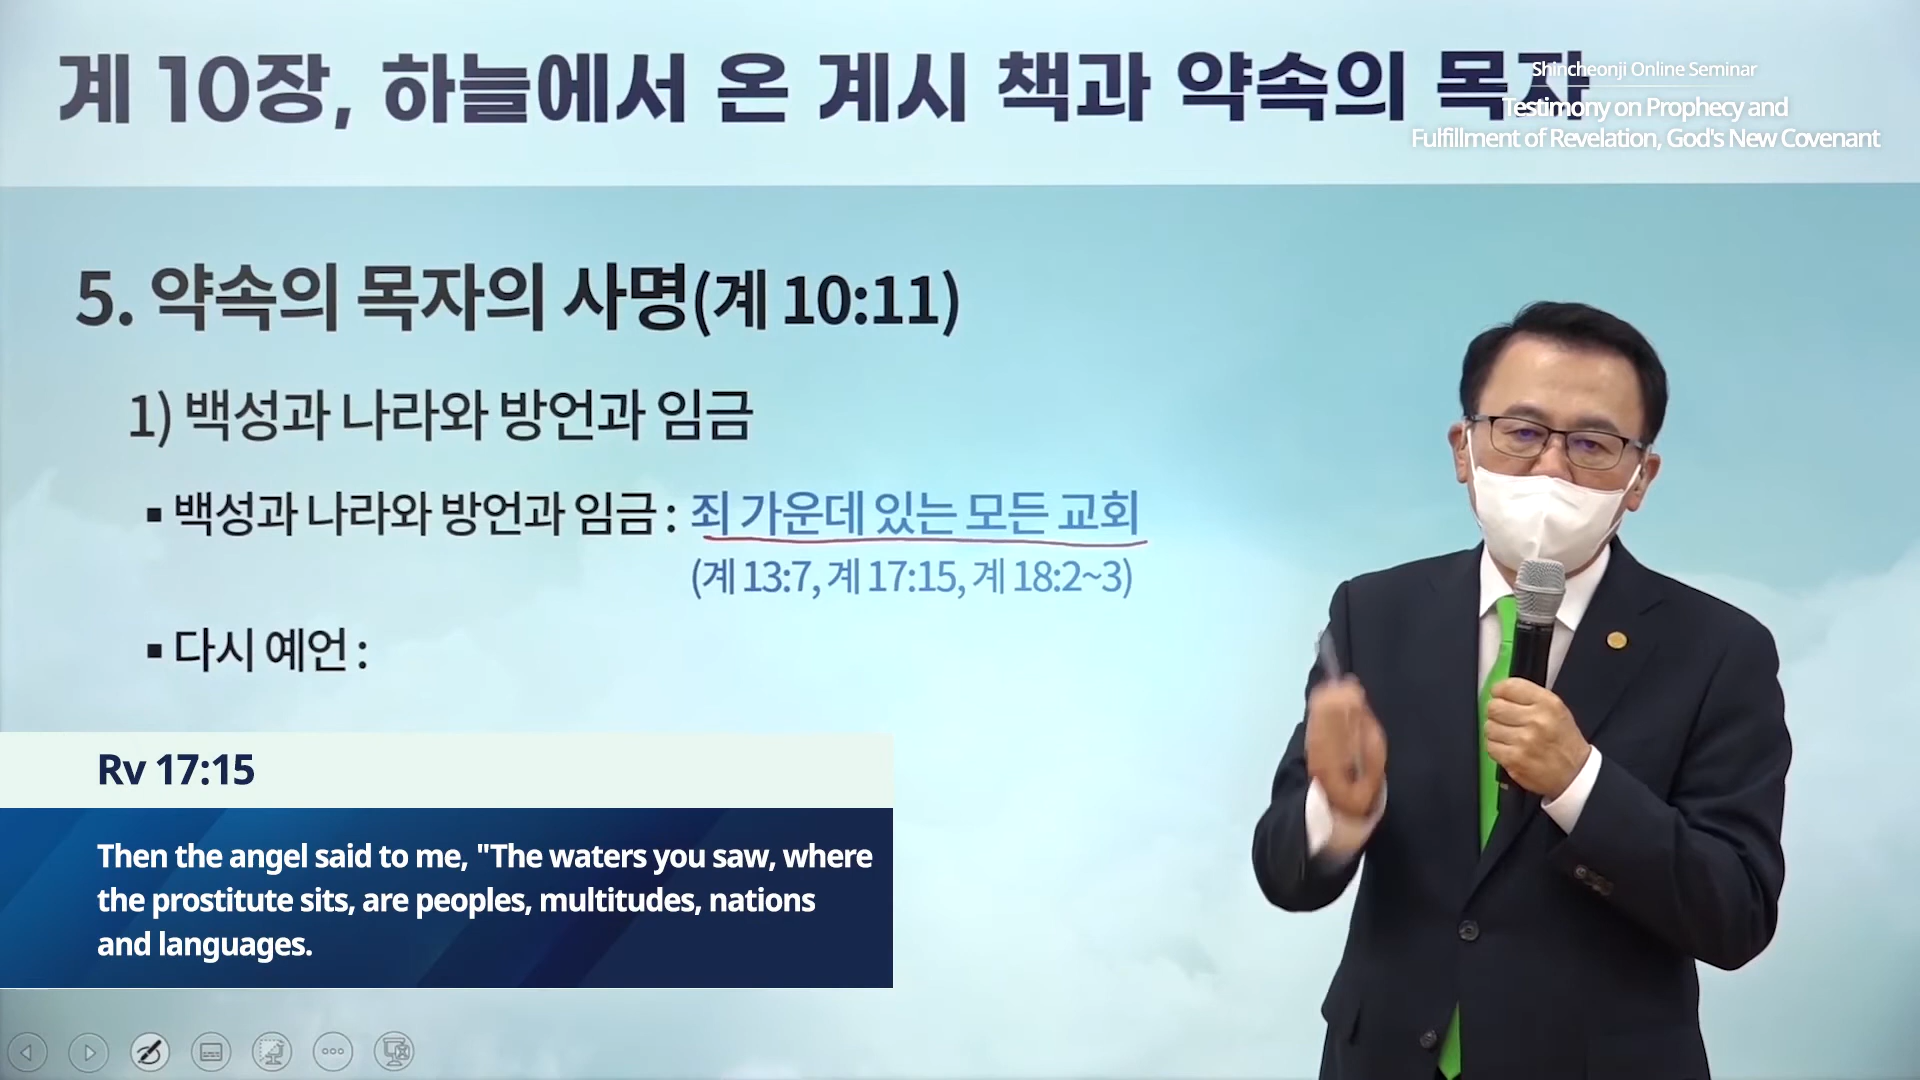 계 10장, 하늘에서 온 계시 책과 약속의 목자
Shincheonji Online Seminar
Testimony on Prophecy and
Fulfillment of Revelation, God's New Covenant
5. 약속의 목자의 사명(계 10:11)
1) 백성과 나라와 방언과 임금
▪ 백성과 나라와 방언과 임금 : 죄 가운데 있는 모든 교회
(계 13:7, 계 17:15, 계 18:2~3)
▪ 다시 예언 :
Rv 17:15
Then the angel said to me, "The waters you saw, where
the prostitute sits, are peoples, multitudes, nations
and languages.